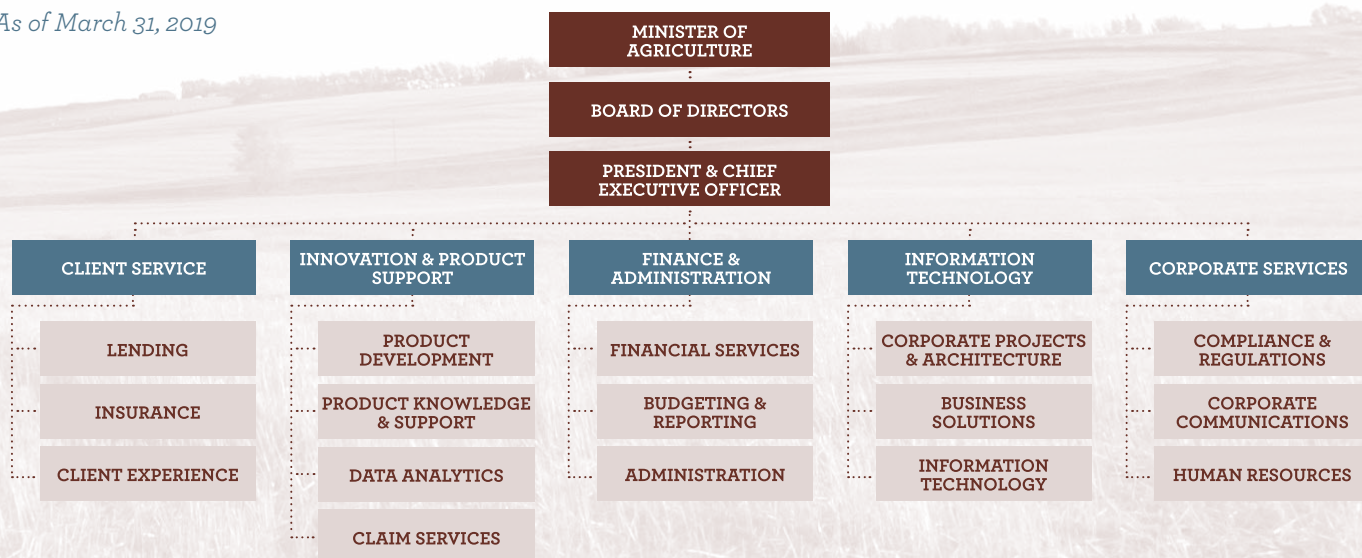 As of March 31, 2019
MINISTER OF
AGRICULTURE
BOARD OF DIRECTORS
PRESIDENT & CHIEF
EXECUTIVE OFFICER
CLIENT SERVICE
LENDING
INSURANCE
CLIENT EXPERIENCE
INNOVATION & PRODUCT
SUPPORT
PRODUCT
DEVELOPMENT
PRODUCT KNOWLEDGE
& SUPPORT
DATA ANALYTICS
CLAIM SERVICES
FINANCE &
ADMINISTRATION
FINANCIAL SERVICES
BUDGETING &
REPORTING
ADMINISTRATION
INFORMATION
TECHNOLOGY
CORPORATE PROJECTS
& ARCHITECTURE
BUSINESS
SOLUTIONS
INFORMATION
TECHNOLOGY
CORPORATE SERVICES
COMPLIANCE &
REGULATIONS
CORPORATE
COMMUNICATIONS
HUMAN RESOURCES